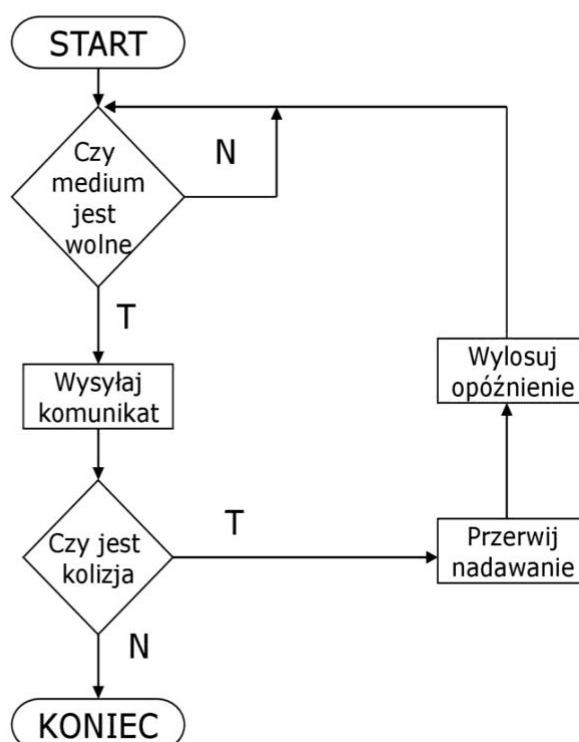 START
Czy
medium
jest
wolne
N
T
Wysyłaj
komunikat
Wylosuj
opóźnienie
Czy jest
kolizja
T
Przerwij
nadawanie
N
KONIEC